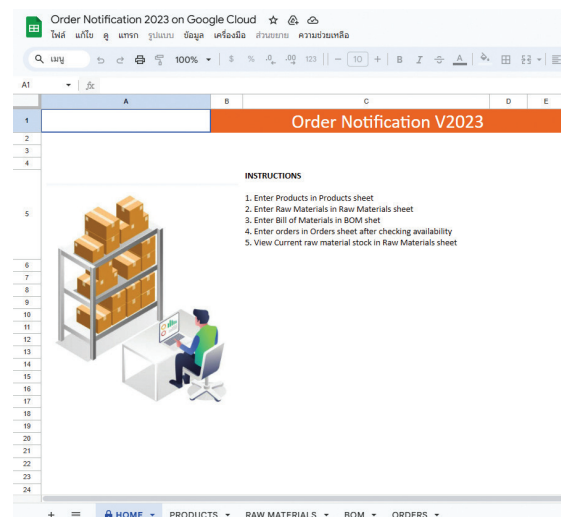 Order Notification 2023 on Google Cloud
ไฟล์ แก้ไข ดู แทรก รูปแบบ ข้อมูล เครื่องมือ ส่วนขยาย ความช่วยเหลือ
เมนู 100% $ % .0 .00 123 10 B I A
A1 fx
A B C D E
1 Order Notification V2023
2
3
4
INSTRUCTIONS
1. Enter Products in Products sheet
2. Enter Raw Materials in Raw Materials sheet
5 3. Enter Bill of Materials in BOM shet
4. Enter orders in Orders sheet after checking availability
5. View Current raw material stock in Raw Materials sheet
6
7
8
9
10
11
12
13
14
15
16
17
18
19
20
21
22
23
24
HOME PRODUCTS RAW MATERIALS BOM ORDERS